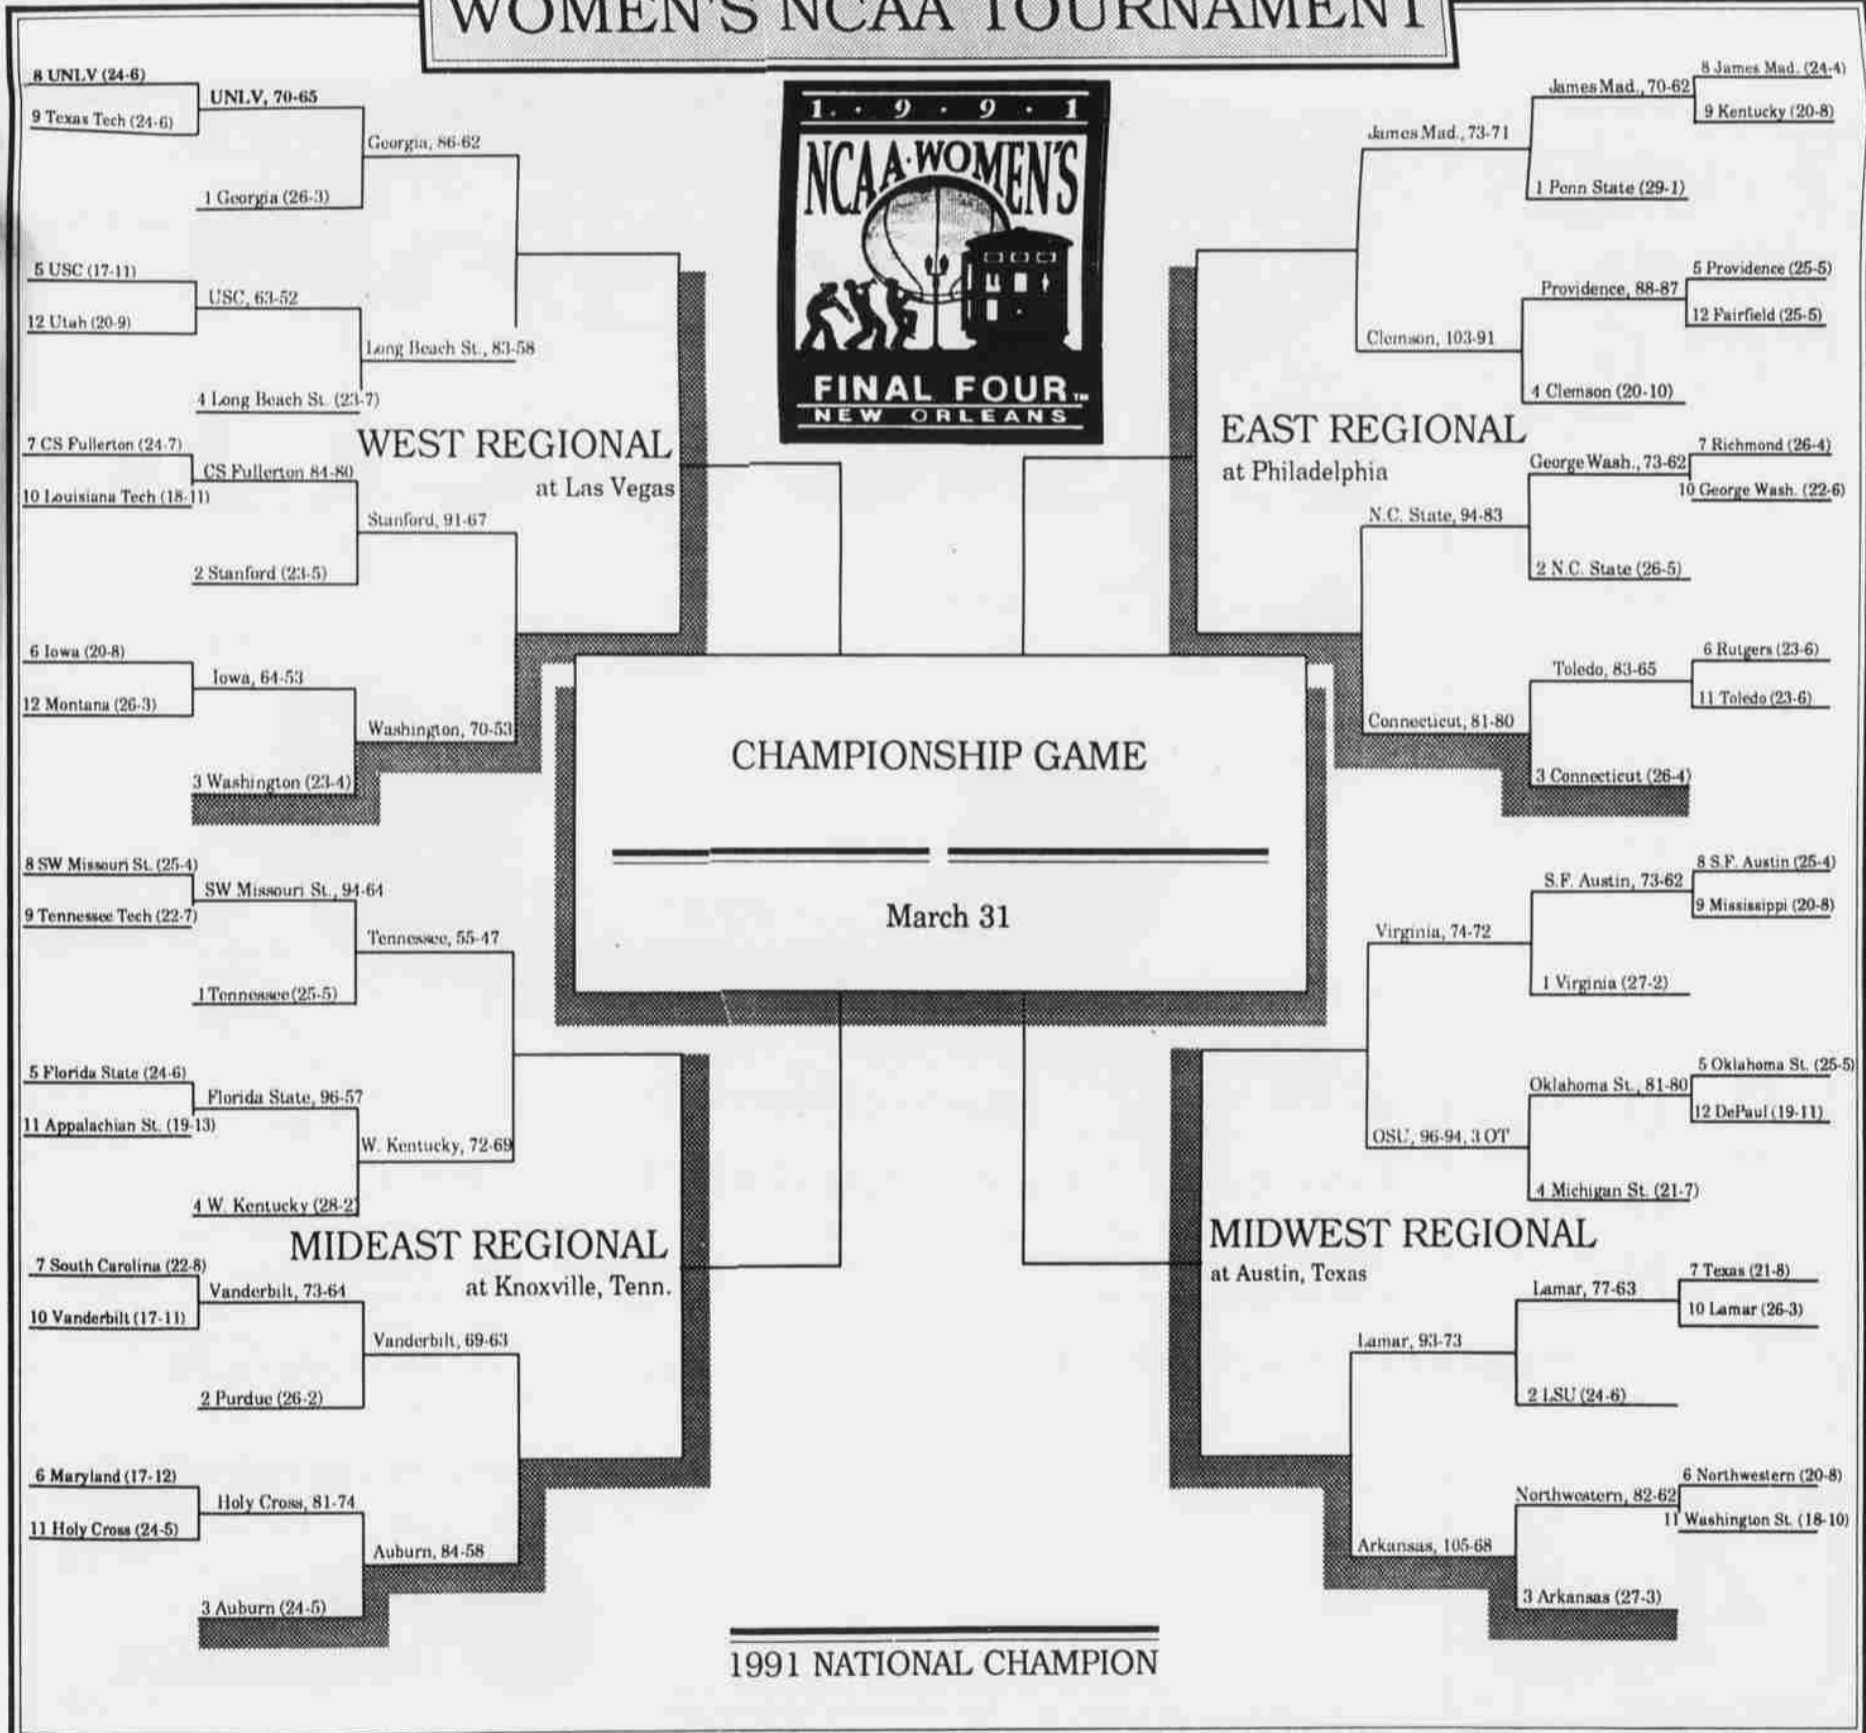 WOMEN'S NCAA TOURNAMENT
1 · 9 · 9 · 1
NCAA·WOMEN'S
FINAL FOUR™
NEW ORLEANS
8 UNLV (24-6)
UNLV, 70-65
9 Texas Tech (24-6)
Georgia, 86-62
1 Georgia (26-3)
5 USC (17-11)
USC, 63-52
12 Utah (20-9)
Long Beach St., 83-58
4 Long Beach St. (23-7)
WEST REGIONAL
at Las Vegas
7 CS Fullerton (24-7)
CS Fullerton 84-80
10 Louisiana Tech (18-11)
Stanford, 91-67
2 Stanford (23-5)
6 Iowa (20-8)
Iowa, 64-53
12 Montana (26-3)
Washington, 70-53
3 Washington (23-4)
8 SW Missouri St. (25-4)
SW Missouri St., 94-64
9 Tennessee Tech (22-7)
Tennessee, 55-47
1 Tennessee (25-5)
5 Florida State (24-6)
Florida State, 96-57
11 Appalachian St. (19-13)
W. Kentucky, 72-69
4 W. Kentucky (28-2)
MIDEAST REGIONAL
at Knoxville, Tenn.
7 South Carolina (22-8)
Vanderbilt, 73-64
10 Vanderbilt (17-11)
Vanderbilt, 69-63
2 Purdue (26-2)
6 Maryland (17-12)
Holy Cross, 81-74
11 Holy Cross (24-5)
Auburn, 84-58
3 Auburn (24-5)
CHAMPIONSHIP GAME
March 31
1991 NATIONAL CHAMPION
8 James Mad. (24-4)
James Mad., 70-62
9 Kentucky (20-8)
James Mad., 73-71
1 Penn State (29-1)
5 Providence (25-5)
Providence, 88-87
12 Fairfield (25-5)
Clemson, 103-91
4 Clemson (20-10)
EAST REGIONAL
at Philadelphia
7 Richmond (26-4)
George Wash., 73-62
10 George Wash. (22-6)
N.C. State, 94-83
2 N.C. State (26-5)
6 Rutgers (23-6)
Toledo, 83-65
11 Toledo (23-6)
Connecticut, 81-80
3 Connecticut (26-4)
8 S.F. Austin (25-4)
S.F. Austin, 73-62
9 Mississippi (20-8)
Virginia, 74-72
1 Virginia (27-2)
5 Oklahoma St. (25-5)
Oklahoma St., 81-80
12 DePaul (19-11)
OSU, 96-94, 3 OT
4 Michigan St. (21-7)
MIDWEST REGIONAL
at Austin, Texas
7 Texas (21-8)
Lamar, 77-63
10 Lamar (26-3)
Lamar, 93-73
2 LSU (24-6)
6 Northwestern (20-8)
Northwestern, 82-62
11 Washington St. (18-10)
Arkansas, 105-68
3 Arkansas (27-3)